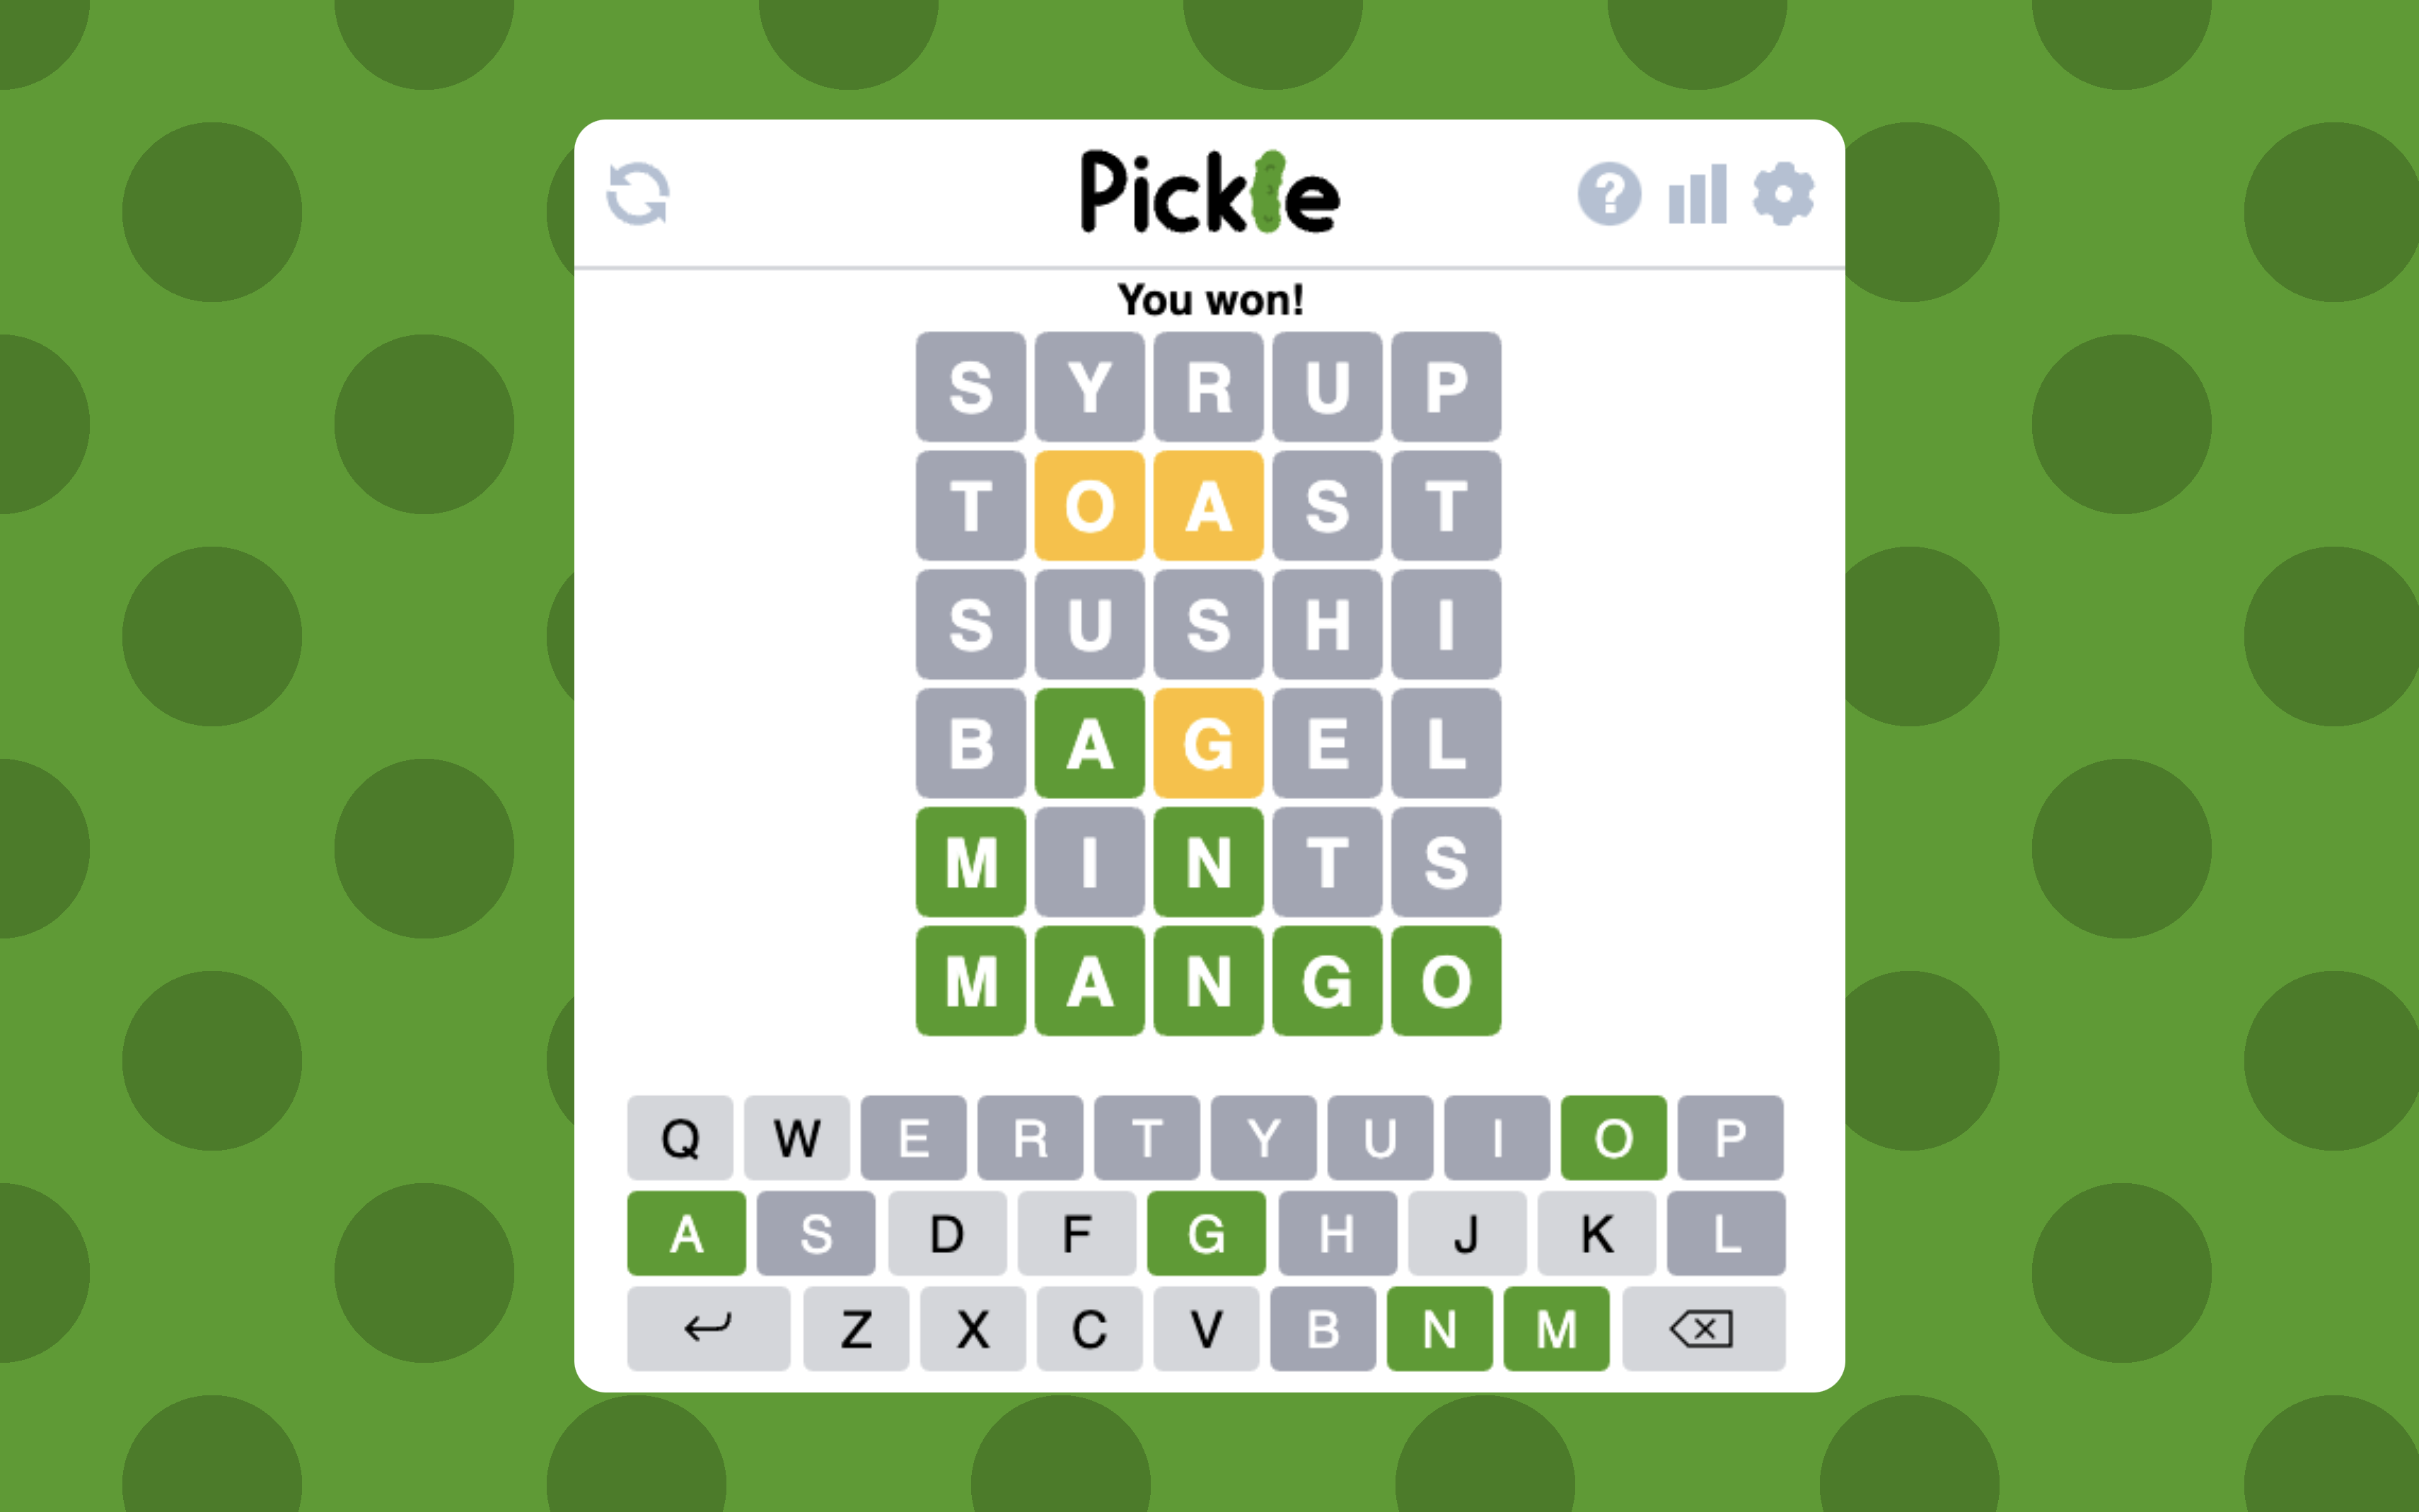 Pickle
?
You won!
S Y R U P
T O A S T
S U S H I
B A G E L
M I N T S
M A N G O
Q W E R T Y U I O P
A S D F G H J K L
Z X C V B N M